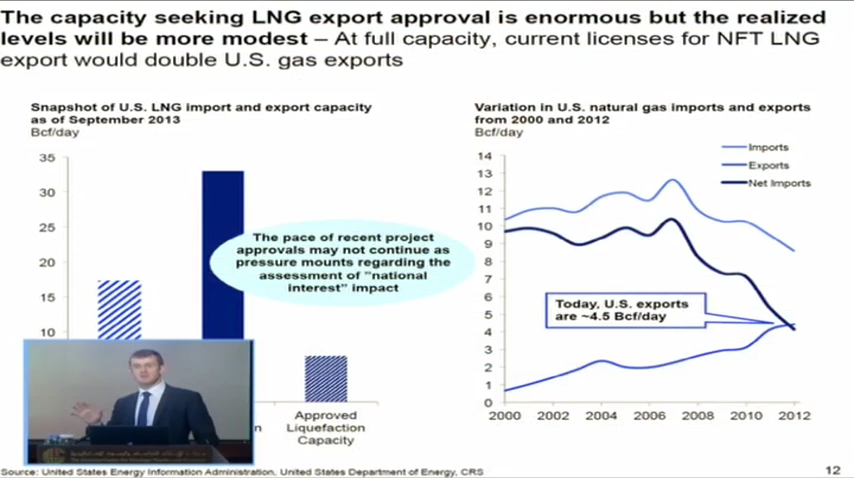 The capacity seeking LNG export approval is enormous but the realized
levels will be more modest – At full capacity, current licenses for NFT LNG
export would double U.S. gas exports
Snapshot of U.S. LNG import and export capacity
as of September 2013
Bcf/day
35
30
25
20
15
10
The pace of recent project
approvals may not continue as
pressure mounts regarding the
assessment of "national
interest" impact
n
Approved
Liquefaction
Capacity
Variation in U.S. natural gas imports and exports
from 2000 and 2012
Bcf/day
14
13
12
11
10
9
8
7
6
5
4
3
2
1
0
Imports
Exports
Net Imports
Today, U.S. exports
are ~4.5 Bcf/day
2000 2002 2004 2006 2008 2010 2012
Source: United States Energy Information Administration, United States Department of Energy, CRS
12